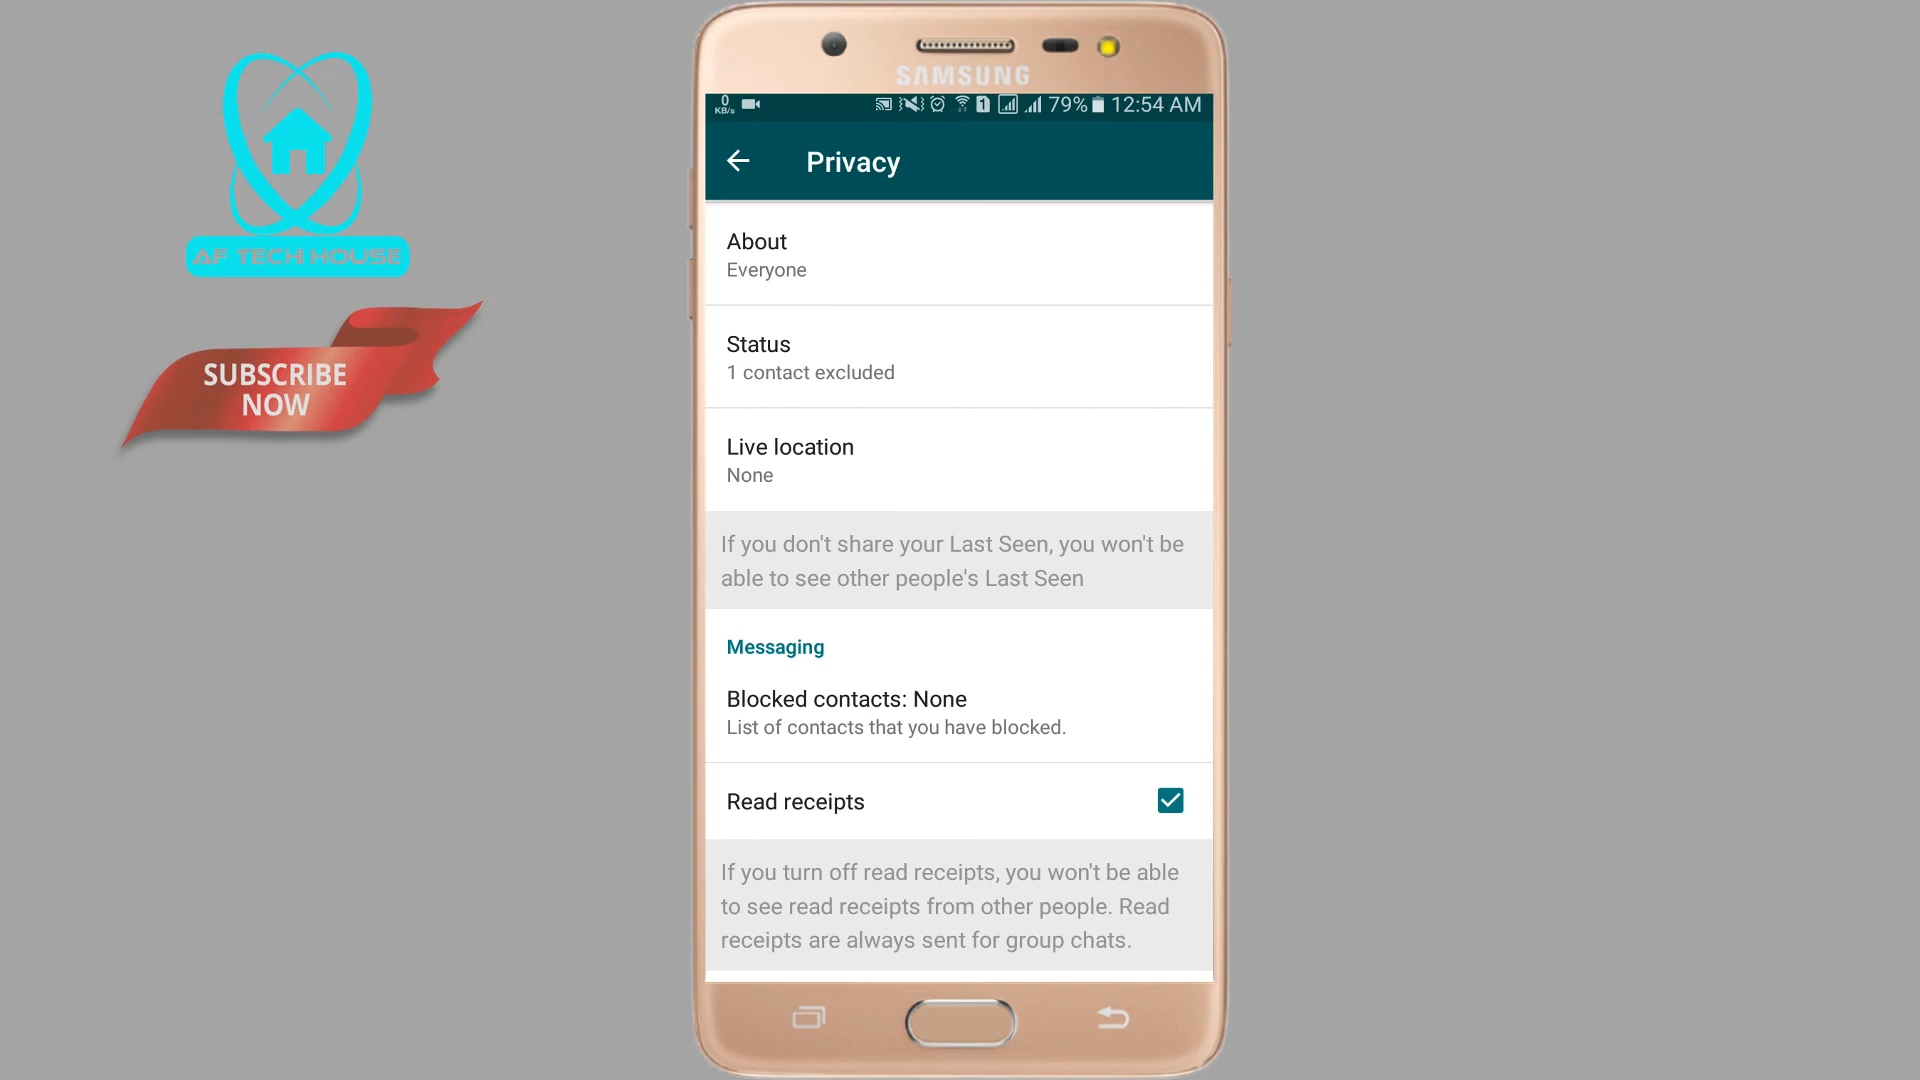 AF TECH HOUSE
SUBSCRIBE
NOW
SAMSUNG
0
KB/s
1
79%
12:54 AM
Privacy
About
Everyone
Status
1 contact excluded
Live location
None
If you don't share your Last Seen, you won't be
able to see other people's Last Seen
Messaging
Blocked contacts: None
List of contacts that you have blocked.
Read receipts
If you turn off read receipts, you won't be able
to see read receipts from other people. Read
receipts are always sent for group chats.